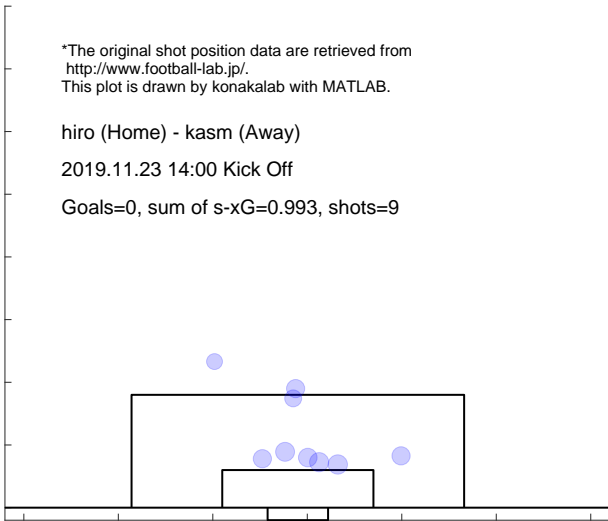 *The original shot position data are retrieved from
http://www.football-lab.jp/.
This plot is drawn by konakalab with MATLAB.
hiro (Home) - kasm (Away)
2019.11.23 14:00 Kick Off
Goals=0, sum of s-xG=0.993, shots=9